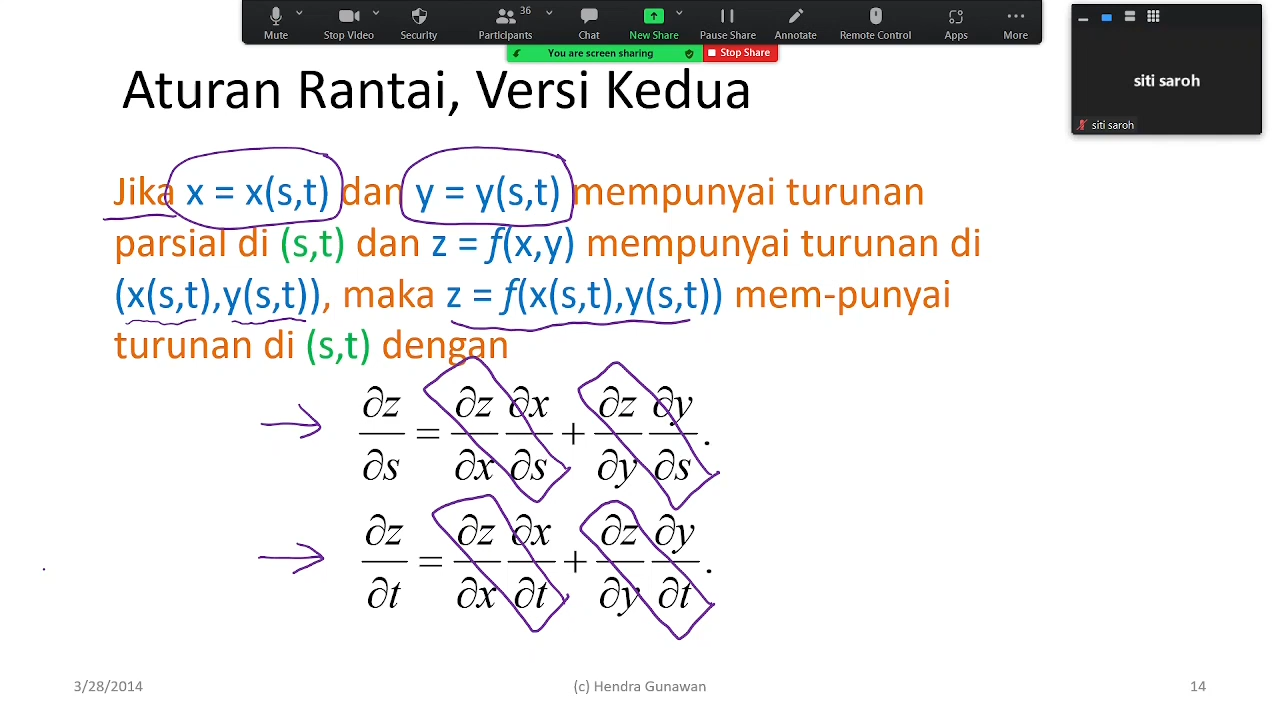 Mute Stop Video Security Participants 36 Chat New Share Pause Share Annotate Remote Control Apps More
You are screen sharing Stop Share
siti saroh
siti saroh
Aturan Rantai, Versi Kedua
Jika x = x(s,t) dan y = y(s,t) mempunyai turunan
parsial di (s,t) dan z = f(x,y) mempunyai turunan di
(x(s,t),y(s,t)), maka z = f(x(s,t),y(s,t)) mem-punyai
turunan di (s,t) dengan
∂z/∂s = ∂z/∂x ∂x/∂s + ∂z/∂y ∂y/∂s.
∂z/∂t = ∂z/∂x ∂x/∂t + ∂z/∂y ∂y/∂t.
3/28/2014 (c) Hendra Gunawan 14